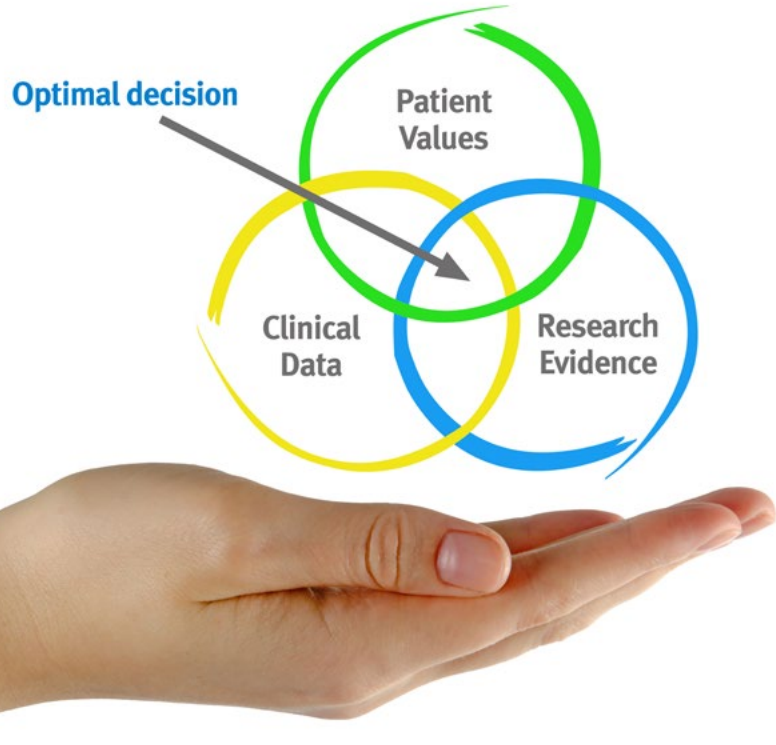 Optimal decision
Patient
Values
Clinical
Data
Research
Evidence